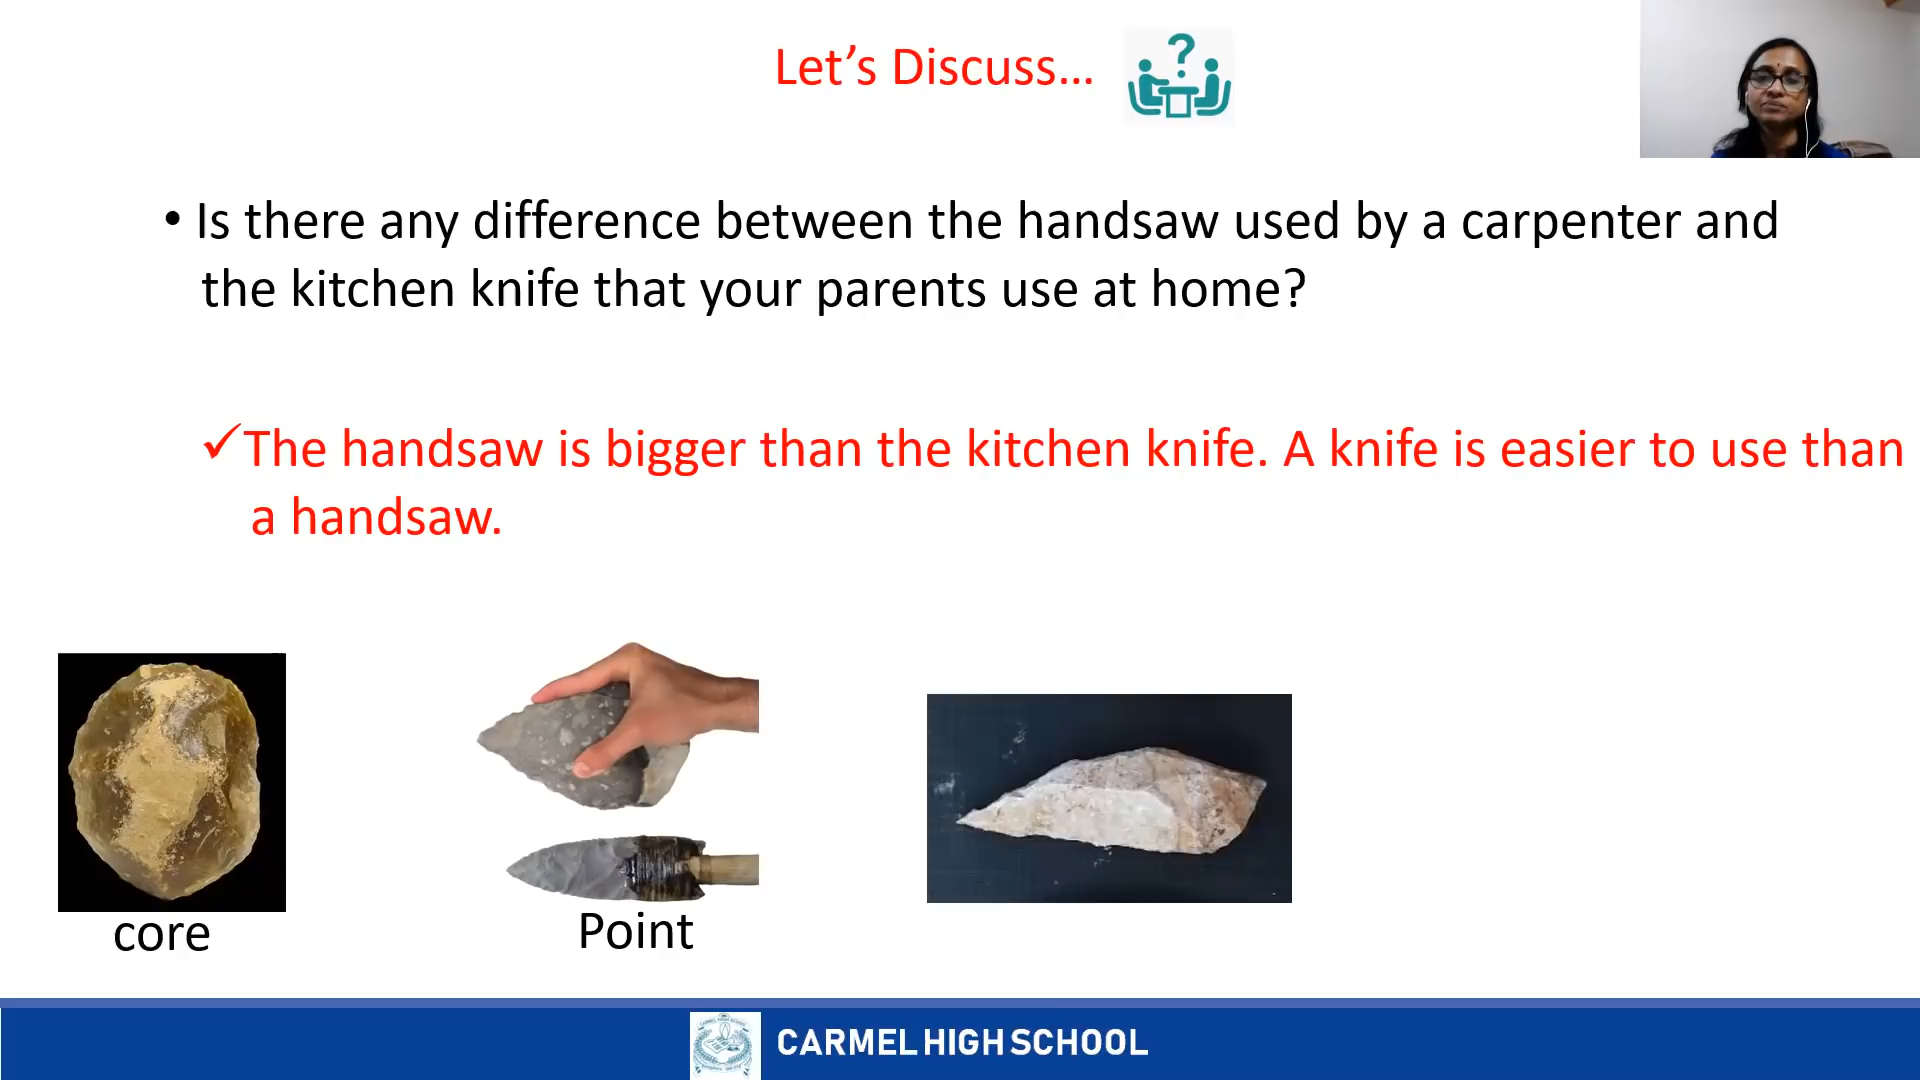 Let’s Discuss...
• Is there any difference between the handsaw used by a carpenter and
the kitchen knife that your parents use at home?
✓The handsaw is bigger than the kitchen knife. A knife is easier to use than
a handsaw.
core
Point
CARMEL HIGH SCHOOL